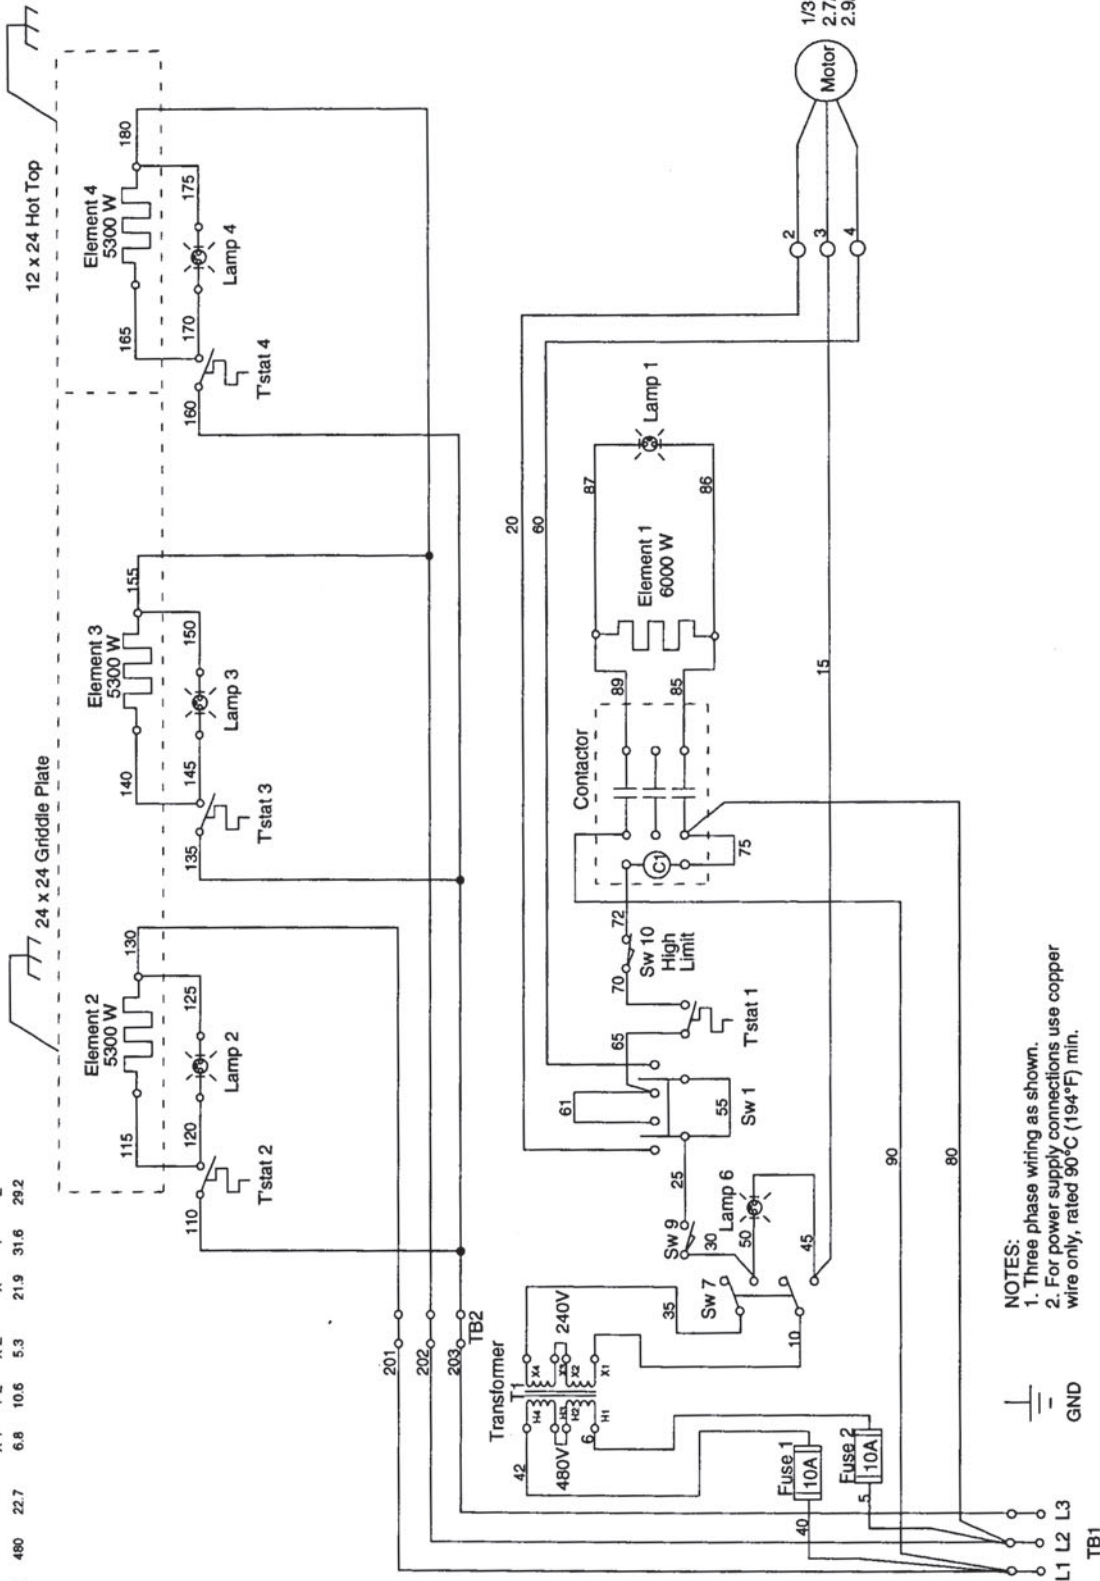 480 22.7 6.8 10.6 5.3 21.9 31.6 29.2
24 x 24 Griddle Plate
12 x 24 Hot Top
Element 2
5300 W
115
130
125
120
Lamp 2
T'stat 2
110
Element 3
5300 W
140
155
150
145
Lamp 3
T'stat 3
135
Element 4
5300 W
165
180
175
170
Lamp 4
T'stat 4
160
201
202
203
TB2
Transformer
T1
H4
H3
H2
H1
X4
X3
X2
X1
480V
240V
42
6
35
10
Sw 7
Sw 9
30
25
Lamp 6
50
45
61
55
Sw 1
65
T'stat 1
70
Sw 10
High
Limit
72
Contactor
C1
75
89
85
Element 1
6000 W
87
86
Lamp 1
20
60
15
2
3
4
Motor
1/3
2.7
2.9
90
80
Fuse 1
10A
Fuse 2
10A
40
5
L1
L2
L3
TB1
GND
NOTES:
1. Three phase wiring as shown.
2. For power supply connections use copper
wire only, rated 90°C (194°F) min.